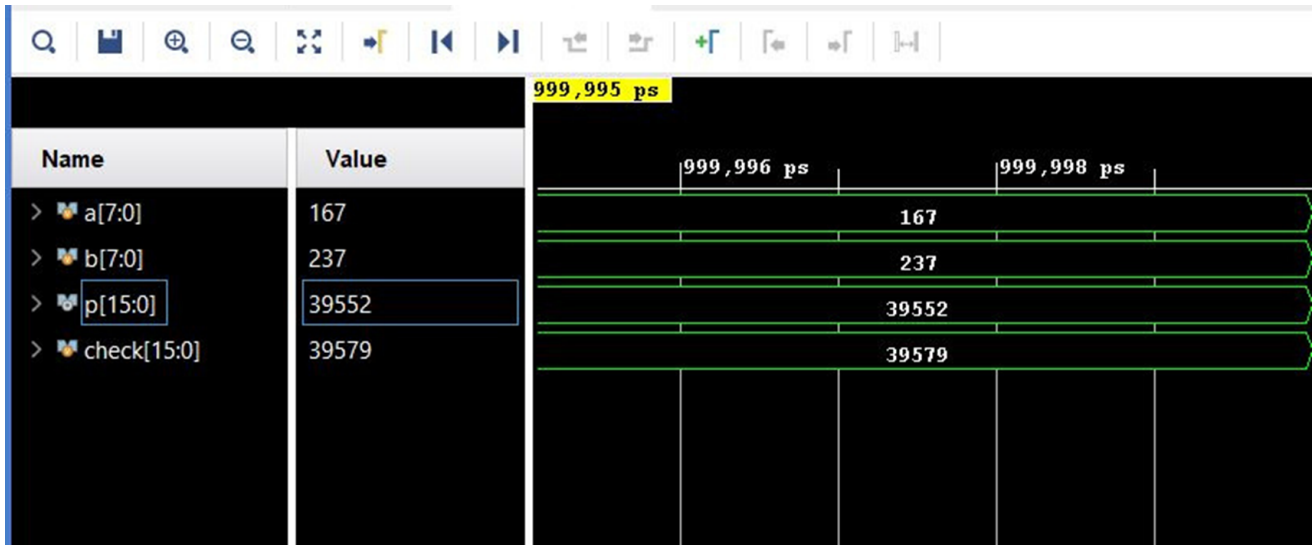 999,995 ps
Name Value 999,996 ps 999,998 ps
a[7:0] 167 167
b[7:0] 237 237
p[15:0] 39552 39552
check[15:0] 39579 39579